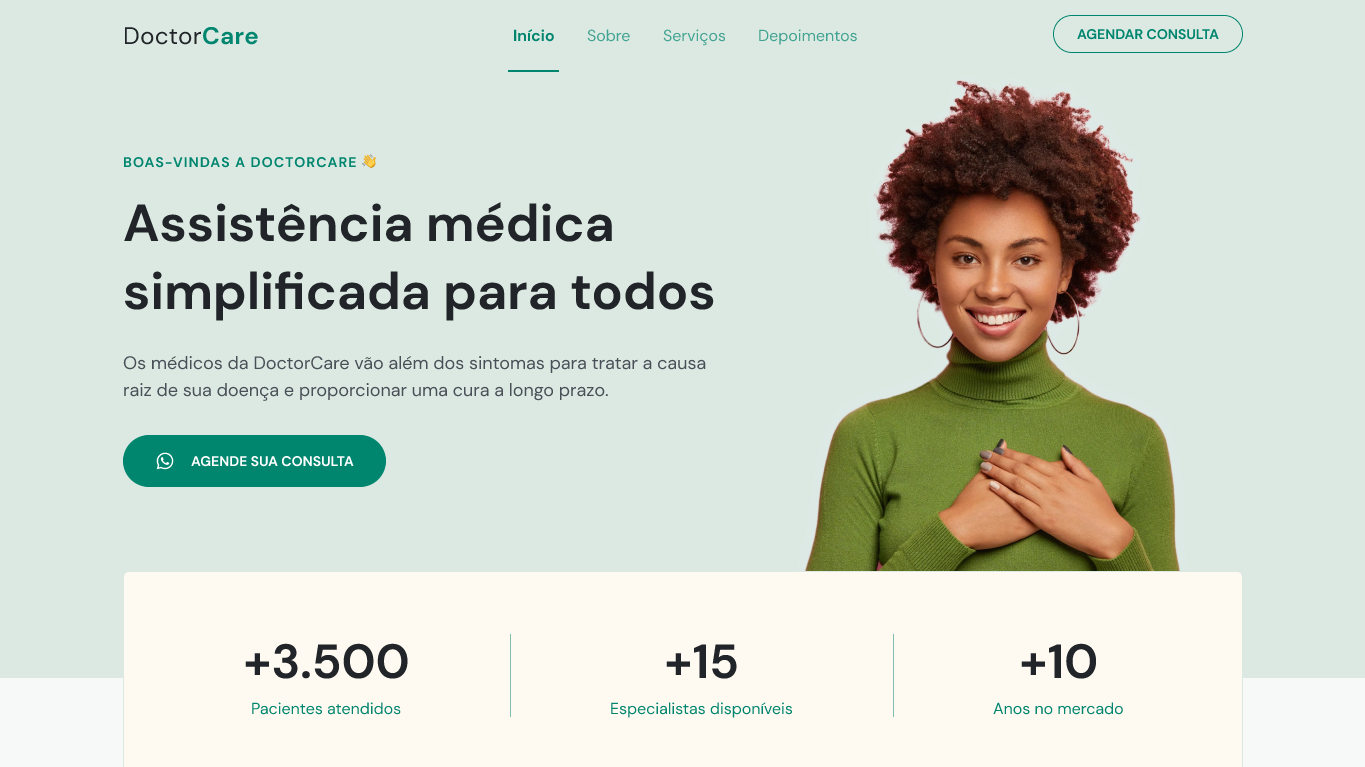 DoctorCare
Início
Sobre
Serviços
Depoimentos
AGENDAR CONSULTA
BOAS-VINDAS A DOCTORCARE 👋
Assistência médica
simplificada para todos
Os médicos da DoctorCare vão além dos sintomas para tratar a causa
raiz de sua doença e proporcionar uma cura a longo prazo.
AGENDE SUA CONSULTA
+3.500
Pacientes atendidos
+15
Especialistas disponíveis
+10
Anos no mercado